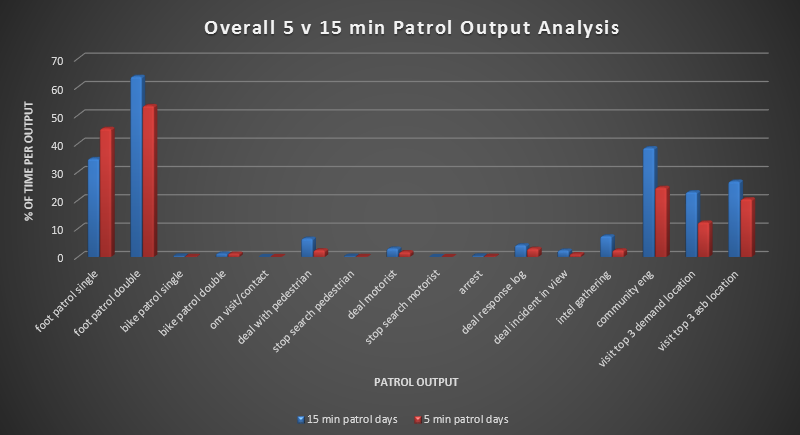 Overall 5 v 15 min Patrol Output Analysis
% OF TIME PER OUTPUT
70
60
50
40
30
20
10
0
foot patrol single
foot patrol double
bike patrol single
bike patrol double
om visit/contact
deal with pedestrian
stop search pedestrian
deal motorist
stop search motorist
arrest
deal response log
deal incident in view
intel gathering
community eng
visit top 3 demand location
visit top 3 asb location
PATROL OUTPUT
15 min patrol days
5 min patrol days